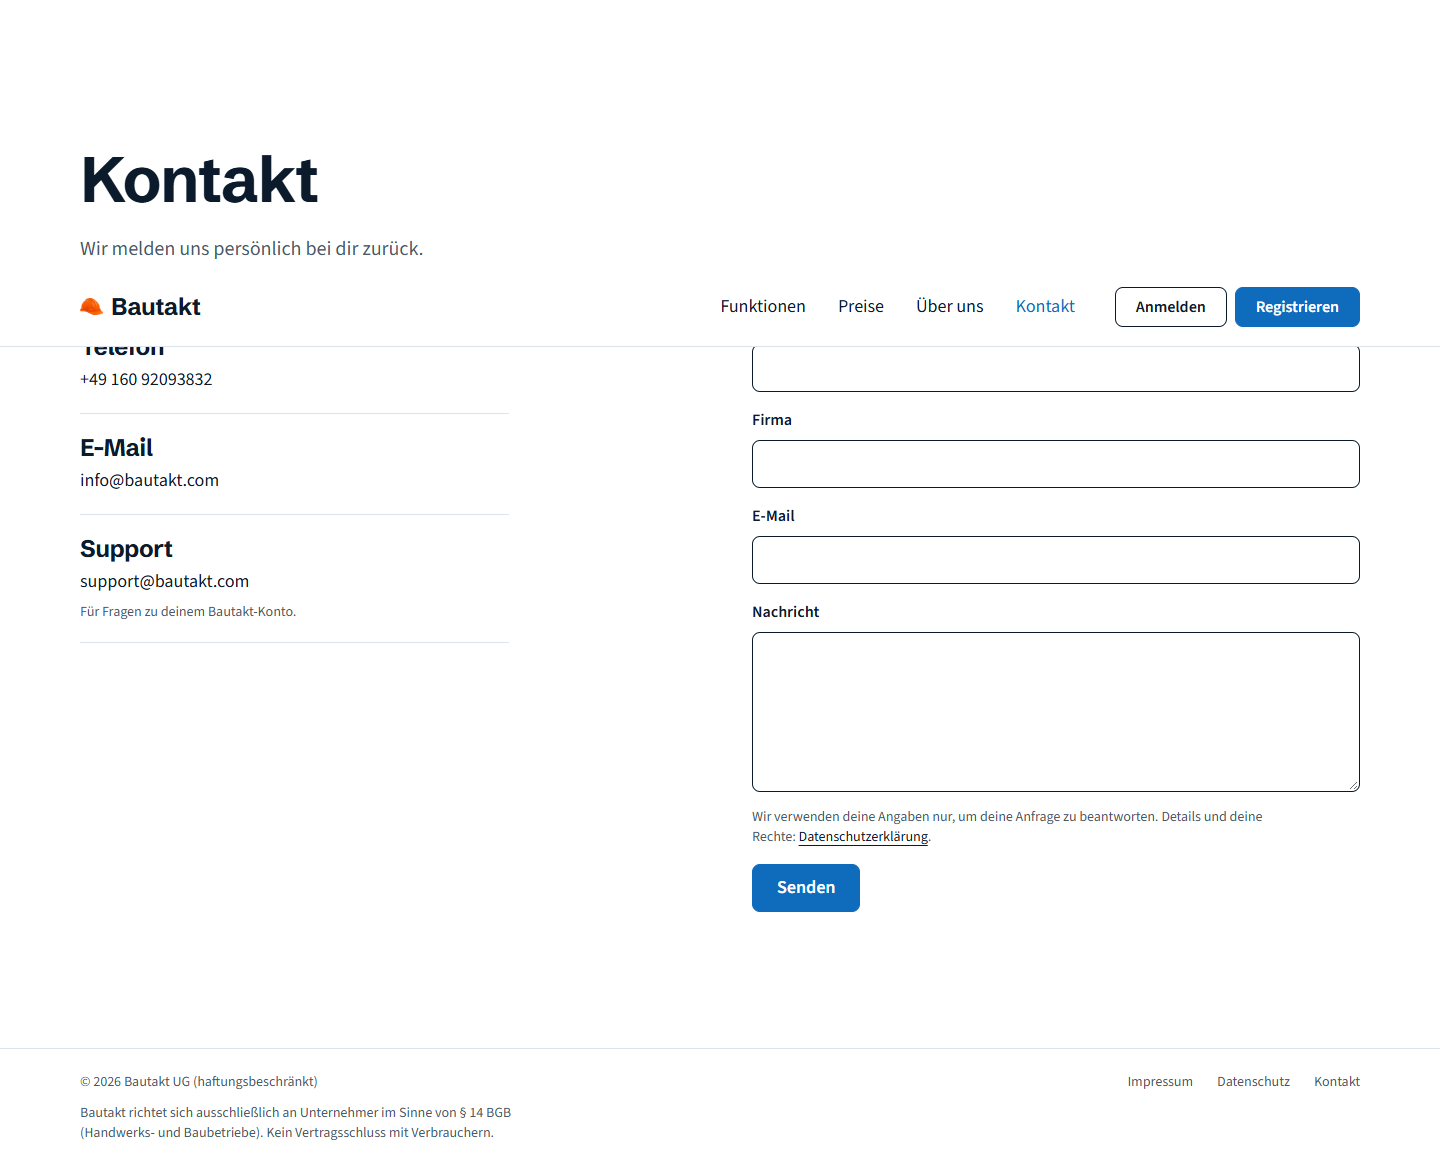 Kontakt
Wir melden uns persönlich bei dir zurück.
Bautakt
Funktionen Preise Über uns Kontakt Anmelden Registrieren
Telefon
+49 160 92093832
E-Mail
info@bautakt.com
Support
support@bautakt.com
Für Fragen zu deinem Bautakt-Konto.
Firma
E-Mail
Nachricht
Wir verwenden deine Angaben nur, um deine Anfrage zu beantworten. Details und deine
Rechte: Datenschutzerklärung.
Senden
© 2026 Bautakt UG (haftungsbeschränkt)
Impressum Datenschutz Kontakt
Bautakt richtet sich ausschließlich an Unternehmer im Sinne von § 14 BGB
(Handwerks- und Baubetriebe). Kein Vertragsschluss mit Verbrauchern.